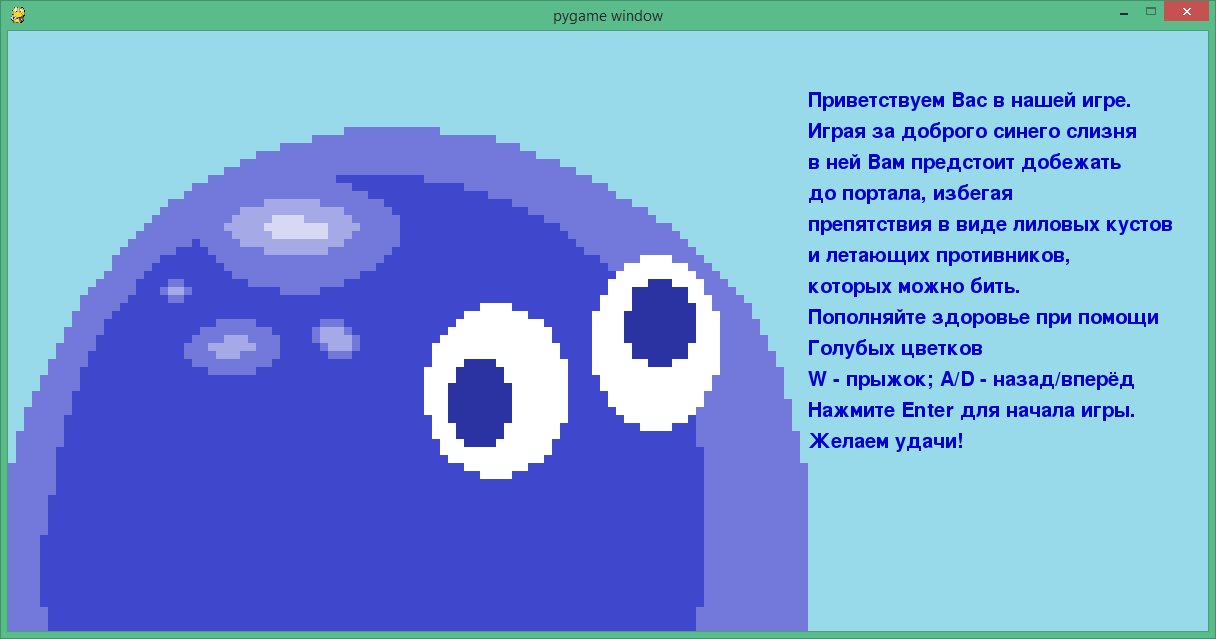 pygame window
Приветствуем Вас в нашей игре.
Играя за доброго синего слизня
в ней Вам предстоит добежать
до портала, избегая
препятствия в виде лиловых кустов
и летающих противников,
которых можно бить.
Пополняйте здоровье при помощи
Голубых цветков
W - прыжок; A/D - назад/вперёд
Нажмите Enter для начала игры.
Желаем удачи!